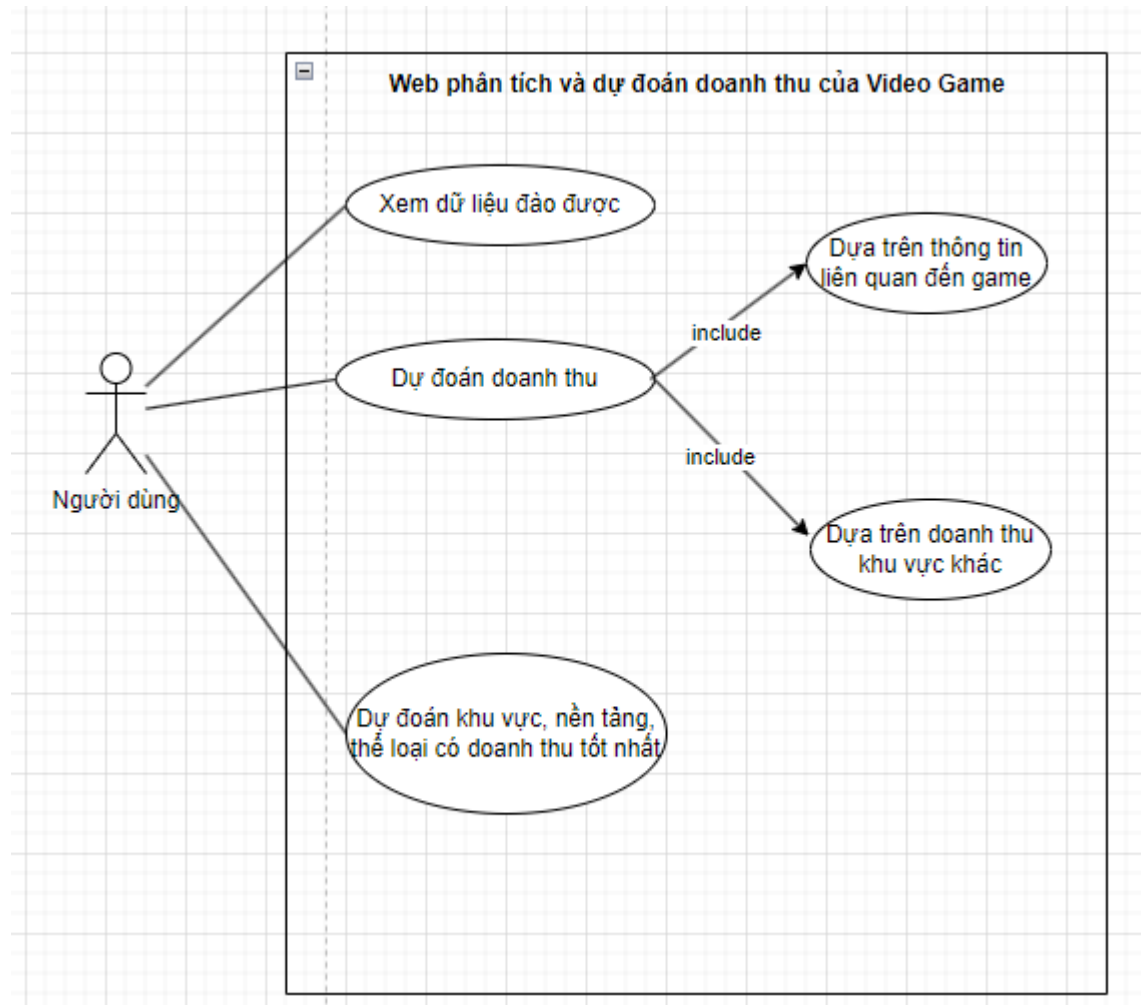 Web phân tích và dự đoán doanh thu của Video Game
Xem dữ liệu đào được
Dựa trên thông tin
liên quan đến game
include
Dự đoán doanh thu
include
Người dùng
Dựa trên doanh thu
khu vực khác
Dự đoán khu vực, nền tảng,
thể loại có doanh thu tốt nhất